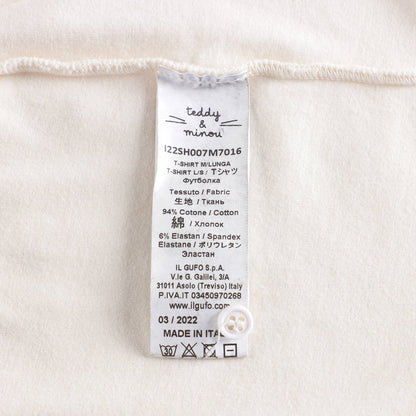 teddy
&
minou
I22SH007M7016
T-SHIRT M/LUNGA
T-SHIRT L/S / Tシャツ
Футболка
Tessuto / Fabric
生地 / Ткань
94% Cotone / Cotton
綿 / Хлопок
6% Elastan / Spandex
Elastane / ポリウレタン
Эластан
IL GUFO S.p.A.
V.le G. Galilei, 3/A
31011 Asolo (Treviso) Italy
P.IVA.IT 03450970268
www.ilgufo.com
03 / 2022
MADE IN
30